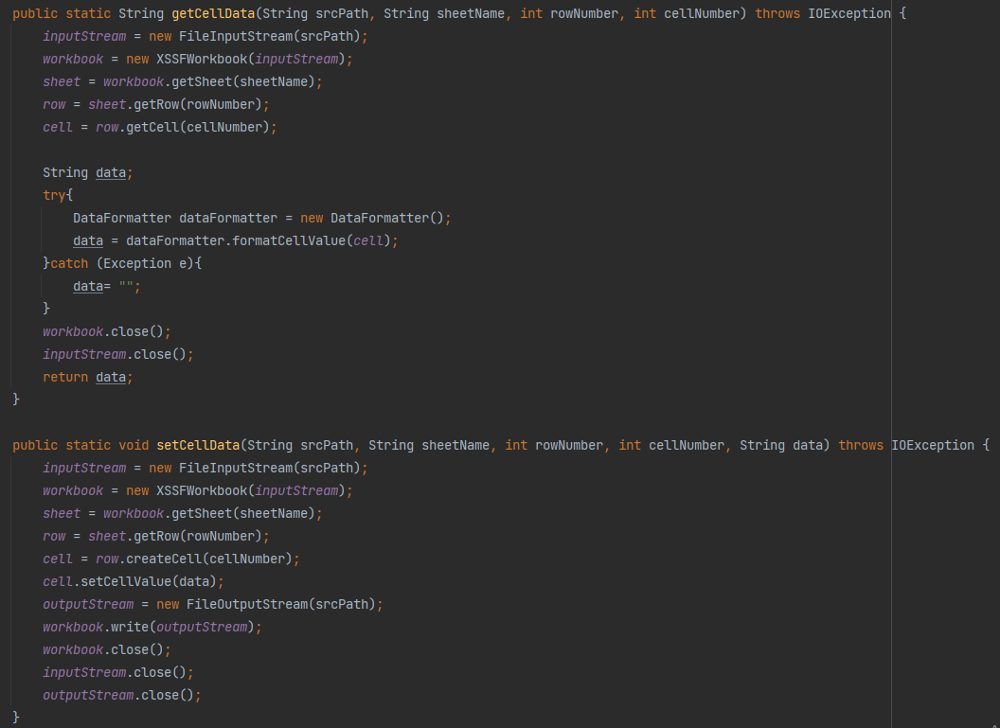 public static String getCellData(String srcPath, String sheetName, int rowNumber, int cellNumber) throws IOException {
    inputStream = new FileInputStream(srcPath);
    workbook = new XSSFWorkbook(inputStream);
    sheet = workbook.getSheet(sheetName);
    row = sheet.getRow(rowNumber);
    cell = row.getCell(cellNumber);

    String data;
    try{
        DataFormatter dataFormatter = new DataFormatter();
        data = dataFormatter.formatCellValue(cell);
    }catch (Exception e){
        data= "";
    }
    workbook.close();
    inputStream.close();
    return data;
}

public static void setCellData(String srcPath, String sheetName, int rowNumber, int cellNumber, String data) throws IOException {
    inputStream = new FileInputStream(srcPath);
    workbook = new XSSFWorkbook(inputStream);
    sheet = workbook.getSheet(sheetName);
    row = sheet.getRow(rowNumber);
    cell = row.createCell(cellNumber);
    cell.setCellValue(data);
    outputStream = new FileOutputStream(srcPath);
    workbook.write(outputStream);
    workbook.close();
    inputStream.close();
    outputStream.close();
}